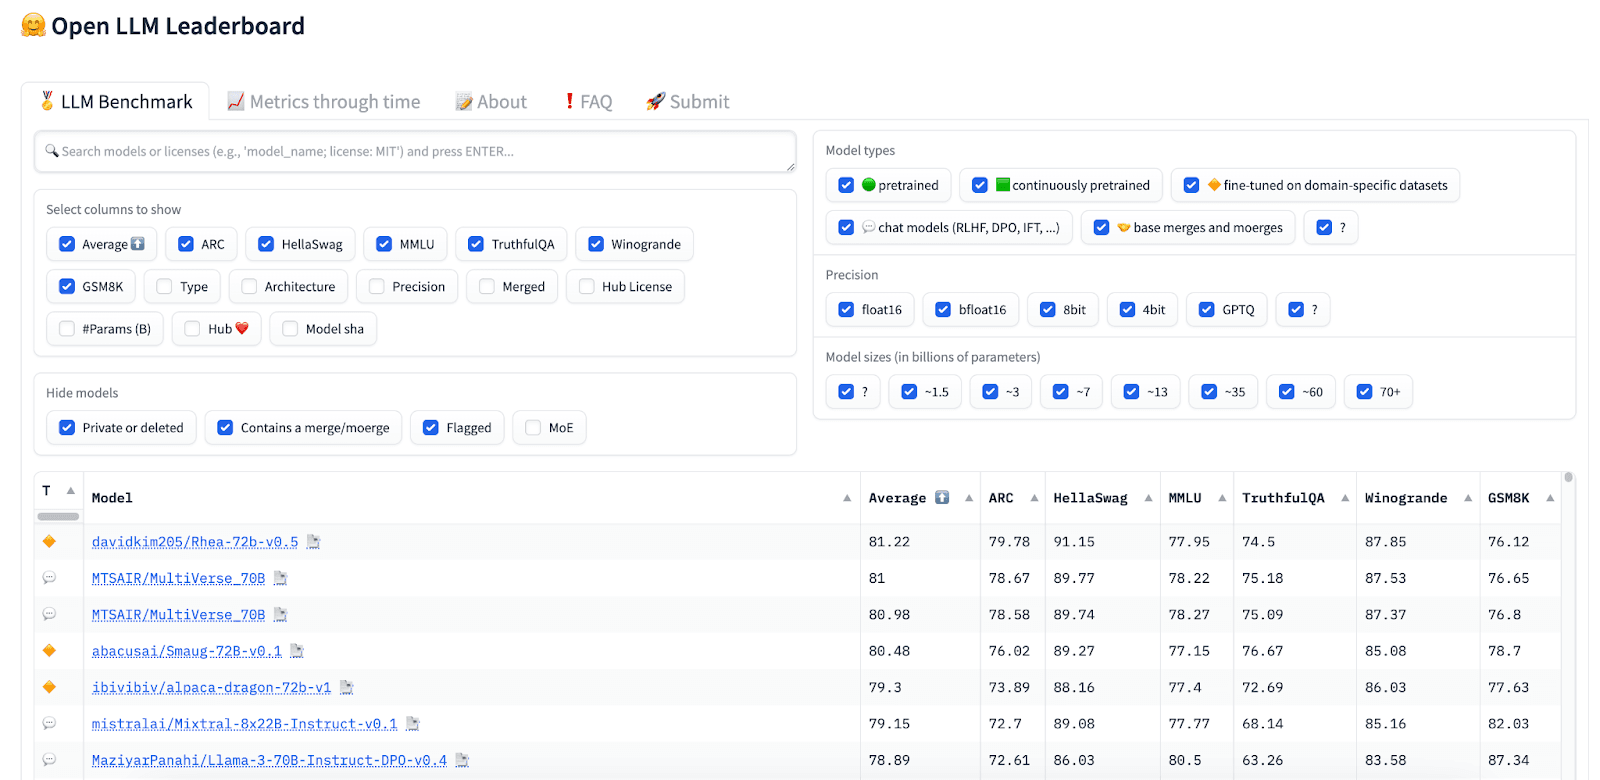 🤗 Open LLM Leaderboard
🏅 LLM Benchmark 📈 Metrics through time 📝 About ❗ FAQ 🚀 Submit
🔍 Search models or licenses (e.g., 'model_name; license: MIT') and press ENTER...
Select columns to show
Average ⬆️ ARC HellaSwag MMLU TruthfulQA Winogrande
GSM8K Type Architecture Precision Merged Hub License
#Params (B) Hub ❤️ Model sha
Hide models
Private or deleted Contains a merge/moerge Flagged MoE
Model types
🟢 pretrained 🟩 continuously pretrained 🔶 fine-tuned on domain-specific datasets
💬 chat models (RLHF, DPO, IFT, ...) 🤝 base merges and moerges ?
Precision
float16 bfloat16 8bit 4bit GPTQ ?
Model sizes (in billions of parameters)
? ~1.5 ~3 ~7 ~13 ~35 ~60 70+
T Model Average ⬆️ ARC HellaSwag MMLU TruthfulQA Winogrande GSM8K
🔶 davidkim205/Rhea-72b-v0.5 81.22 79.78 91.15 77.95 74.5 87.85 76.12
💬 MTSAIR/MultiVerse_70B 81 78.67 89.77 78.22 75.18 87.53 76.65
💬 MTSAIR/MultiVerse_70B 80.98 78.58 89.74 78.27 75.09 87.37 76.8
🔶 abacusai/Smaug-72B-v0.1 80.48 76.02 89.27 77.15 76.67 85.08 78.7
🔶 ibivibiv/alpaca-dragon-72b-v1 79.3 73.89 88.16 77.4 72.69 86.03 77.63
💬 mistralai/Mixtral-8x22B-Instruct-v0.1 79.15 72.7 89.08 77.77 68.14 85.16 82.03
💬 MaziyarPanahi/Llama-3-70B-Instruct-DPO-v0.4 78.89 72.61 86.03 80.5 63.26 83.58 87.34